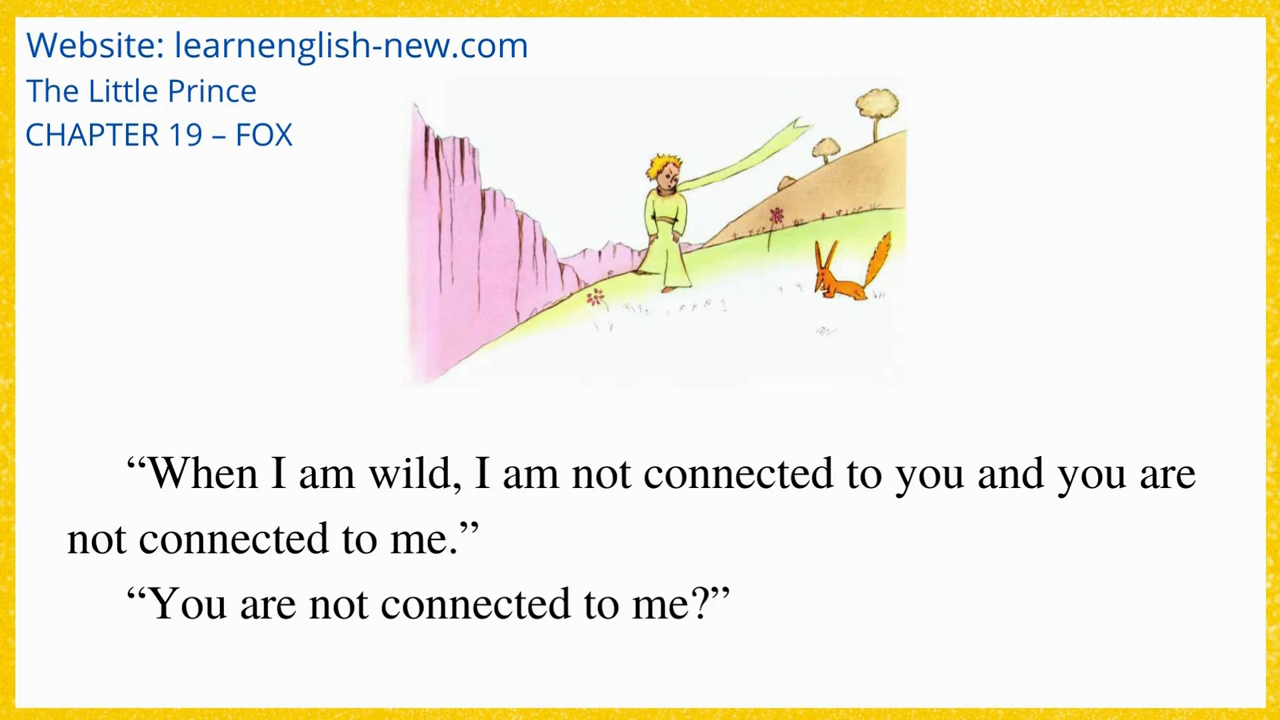 Website: learnenglish-new.com
The Little Prince
CHAPTER 19 – FOX
“When I am wild, I am not connected to you and you are
not connected to me.”
“You are not connected to me?”